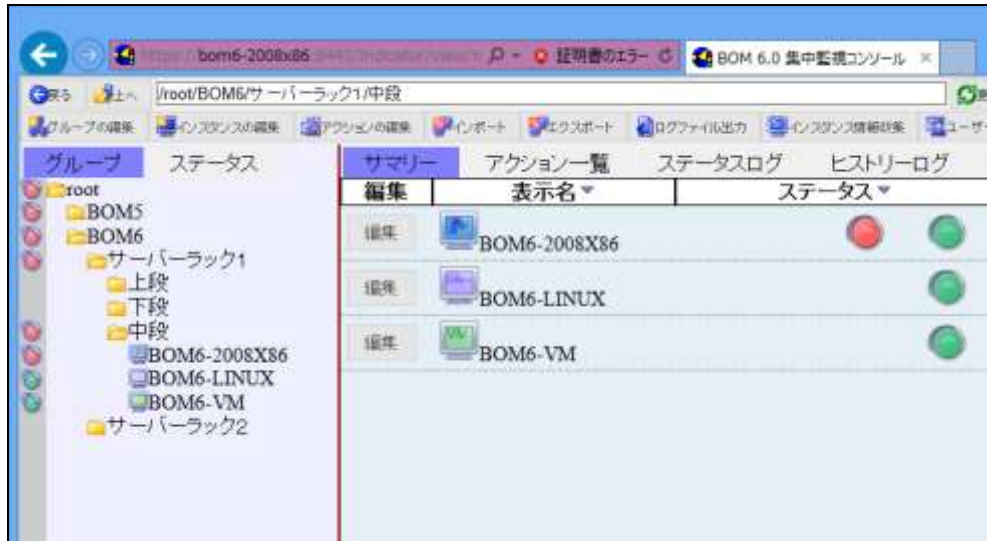 bom6-2008x86
証明書のエラー
BOM 6.0 集中監視コンソール
戻る 上へ /root/BOM6/サーバーラック1/中段
グループの編集 インスタンスの編集 アクションの編集 インポート エクスポート ログファイル出力 インスタンス情報収集 ユーザー
グループ ステータス
サマリー アクション一覧 ステータスログ ヒストリーログ
編集 表示名 ステータス
root
BOM5
BOM6
サーバーラック1
上段
下段
中段
BOM6-2008X86
BOM6-LINUX
BOM6-VM
サーバーラック2
編集 BOM6-2008X86
編集 BOM6-LINUX
編集 BOM6-VM